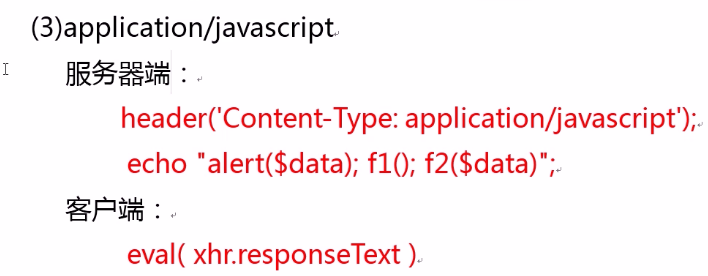 (3)application/javascript
服务器端：
header('Content-Type: application/javascript');
echo "alert($data); f1(); f2($data)";
客户端：
eval( xhr.responseText )